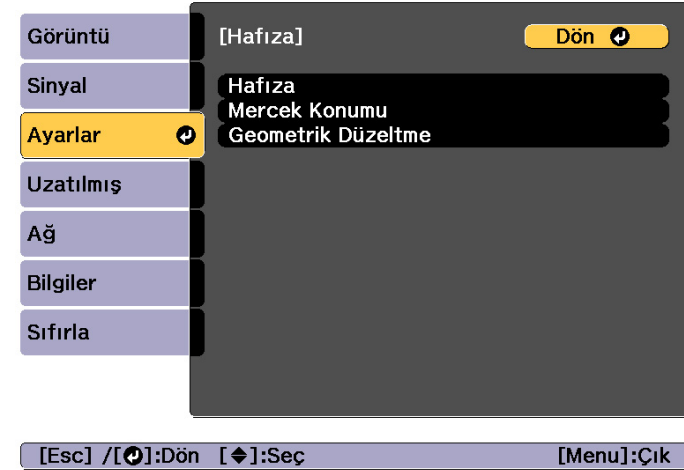 Görüntü
Sinyal
Ayarlar
Uzatılmış
Ağ
Bilgiler
Sıfırla
[Hafıza]
Dön
Hafıza
Mercek Konumu
Geometrik Düzeltme
[Esc] /[⏎]:Dön [◆]:Seç [Menu]:Çık